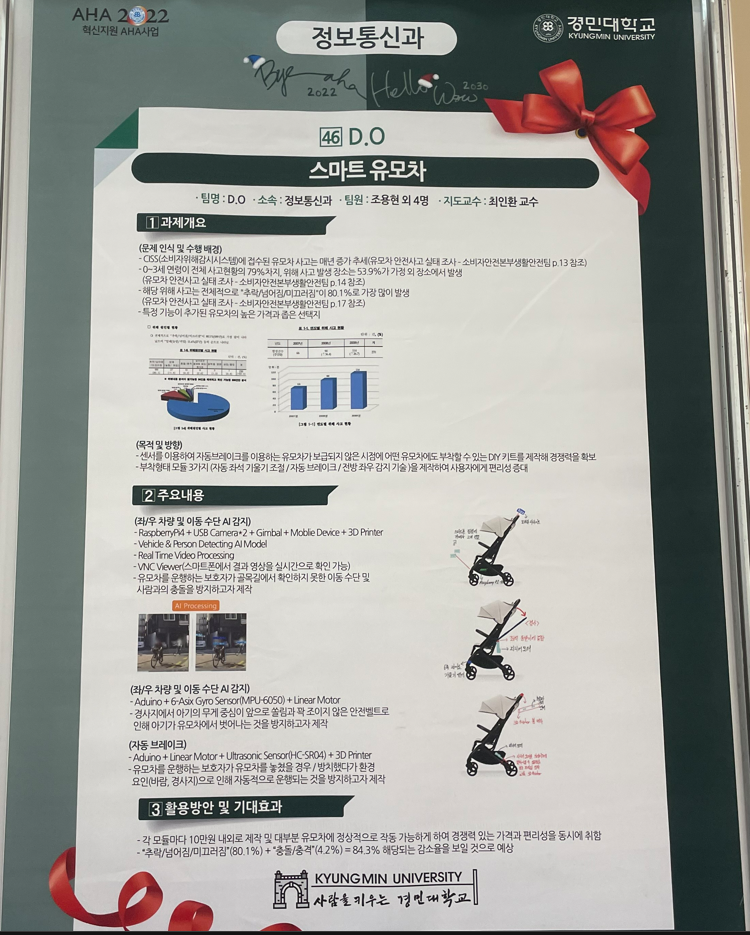 AHA 2022
혁신지원 AHA사업
정보통신과
경민대학교
KYUNGMIN UNIVERSITY
Bye aha Hello Wow
2022 2030
46 D.O
스마트 유모차
· 팀명 : D.O · 소속 : 정보통신과 · 팀원 : 조용현 외 4명 · 지도교수 : 최인환 교수
1 과제개요
(문제 인식 및 수행 배경)
- CISS(소비자위해감시시스템)에 접수된 유모차 사고는 매년 증가 추세(유모차 안전사고 실태 조사 - 소비자안전본부생활안전팀 p.13 참조)
- 0~3세 연령이 전체 사고현황의 79%차지, 위해 사고 발생 장소는 53.9%가 가정 외 장소에서 발생
(유모차 안전사고 실태 조사 - 소비자안전본부생활안전팀 p.14 참조)
- 해당 위해 사고는 전체적으로 "추락/넘어짐/미끄러짐"이 80.1%로 가장 많이 발생
(유모차 안전사고 실태 조사 - 소비자안전본부생활안전팀 p.17 참조)
- 특정 기능이 추가된 유모차의 높은 가격과 좁은 선택지
(목적 및 방향)
- 센서를 이용하여 자동브레이크를 이용하는 유모차가 보급되지 않은 시점에 어떤 유모차에도 부착할 수 있는 DIY 키트를 제작해 경쟁력을 확보
- 부착형태 모듈 3가지 (자동 좌석 기울기 조절 / 자동 브레이크 / 전방 좌우 감지 기술 )을 제작하여 사용자에게 편리성 증대
2 주요내용
(좌/우 차량 및 이동 수단 AI 감지)
- RaspberryPi4 + USB Camera*2 + Gimbal + Moblie Device + 3D Printer
- Vehicle & Person Detecting AI Model
- Real Time Video Processing
- VNC Viewer(스마트폰에서 결과 영상을 실시간으로 확인 가능)
- 유모차를 운행하는 보호자가 골목길에서 확인하지 못한 이동 수단 및
사람과의 충돌을 방지하고자 제작
AI Processing
(좌/우 차량 및 이동 수단 AI 감지)
- Aduino + 6-Asix Gyro Sensor(MPU-6050) + Linear Motor
- 경사지에서 아기의 무게 중심이 앞으로 쏠림과 꽉 조이지 않은 안전벨트로
인해 아기가 유모차에서 벗어나는 것을 방지하고자 제작
(자동 브레이크)
- Aduino + Linear Motor + Ultrasonic Sensor(HC-SR04) + 3D Printer
- 유모차를 운행하는 보호자가 유모차를 놓쳤을 경우 / 방치했다가 환경
요인(바람, 경사지)으로 인해 자동적으로 운행되는 것을 방지하고자 제작
3 활용방안 및 기대효과
- 각 모듈마다 10만원 내외로 제작 및 대부분 유모차에 정상적으로 작동 가능하게 하여 경쟁력 있는 가격과 편리성을 동시에 취함
- "추락/넘어짐/미끄러짐"(80.1%) + "충돌/충격"(4.2%) = 84.3% 해당되는 감소율을 보일 것으로 예상
KYUNGMIN UNIVERSITY
사람을 키우는 경민대학교